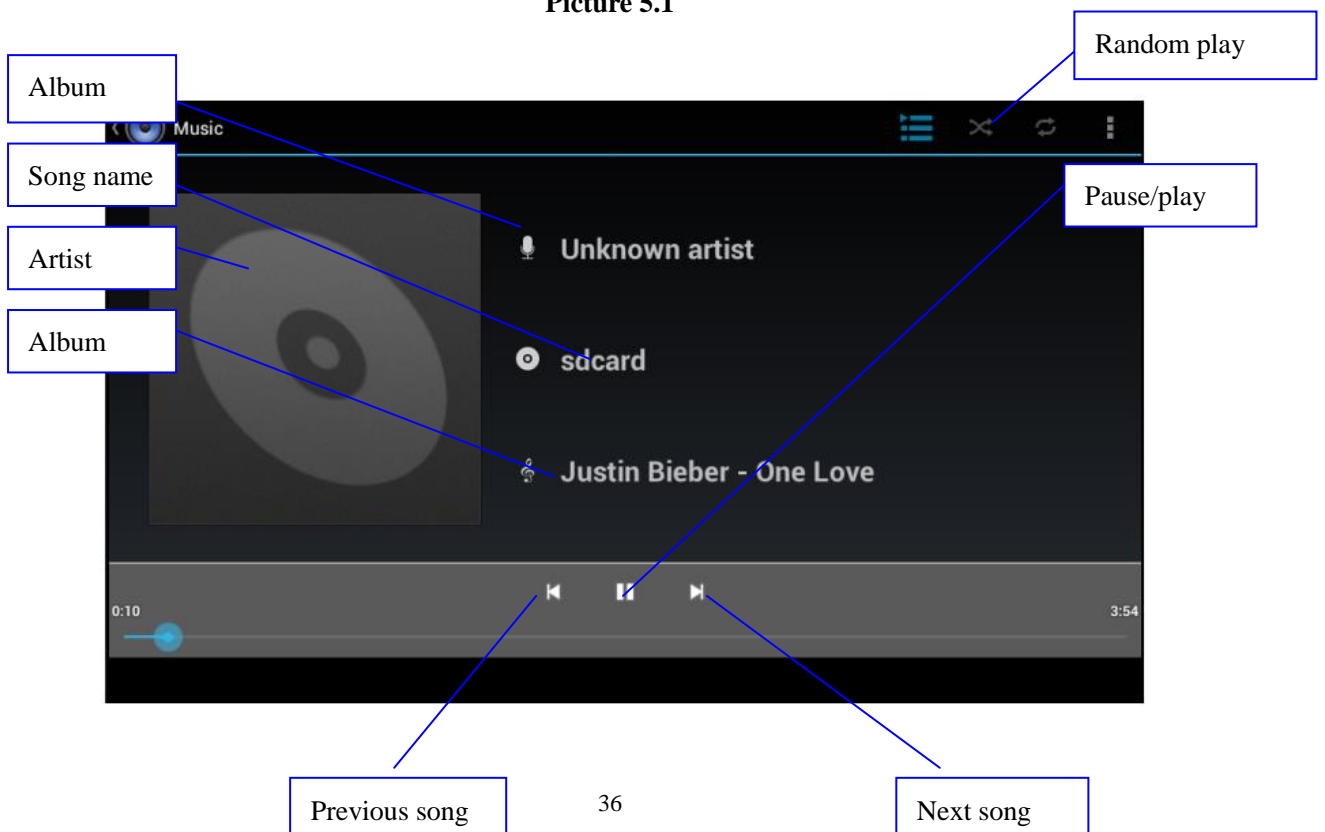 Picture 5.1
Random play
Album
Music
Song name
Pause/play
Unknown artist
Artist
Album
sdcard
Justin Bieber - One Love
0:10
3:54
Previous song
36
Next song